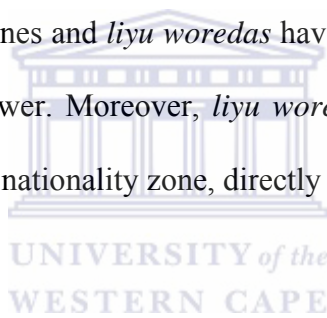 nes and liyu woredas hav
wer. Moreover, liyu wore
nationality zone, directly
UNIVERSITY of the
WESTERN CAPE